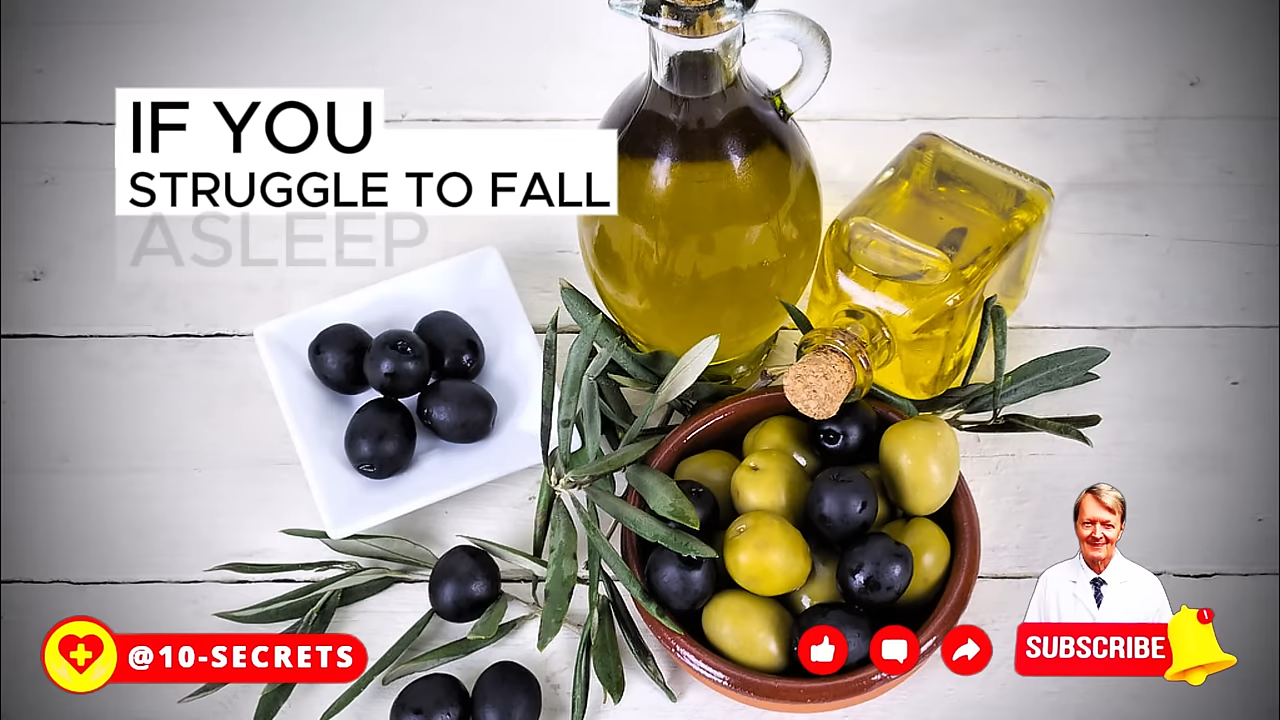 IF YOU
STRUGGLE TO FALL
ASLEEP
@10-SECRETS
SUBSCRIBE